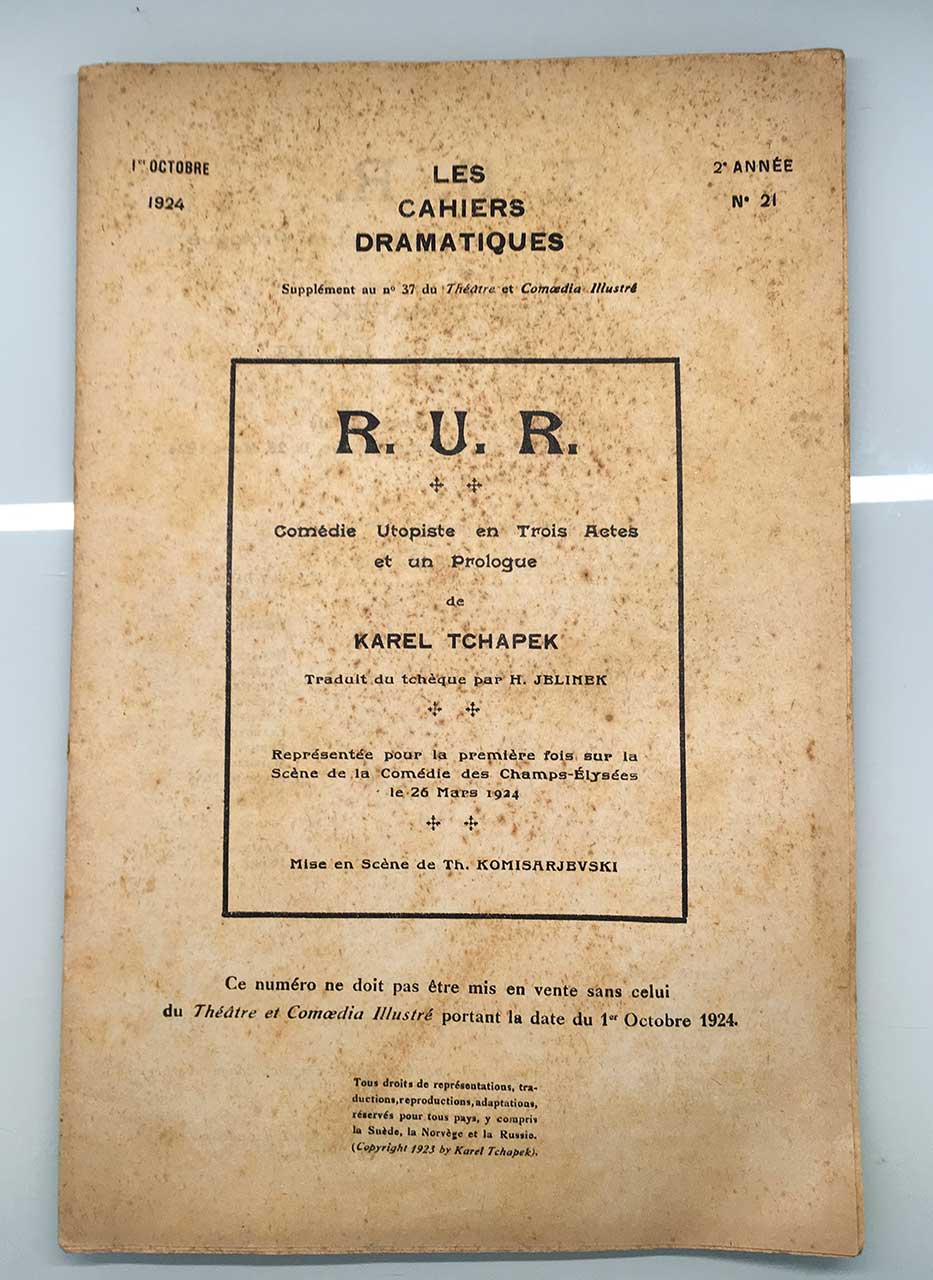 1er OCTOBRE
1924
LES
CAHIERS
DRAMATIQUES
2e ANNÉE
No 21
Supplément au no 37 du Théâtre et Comœdia Illustré
R. U. R.
Comédie Utopiste en Trois Actes
et un Prologue
de
KAREL TCHAPEK
Traduit du tchèque par H. JELINEK
Représentée pour la première fois sur la
Scène de la Comédie des Champs-Élysées
le 26 Mars 1924
Mise en Scène de Th. KOMISARJEVSKI
Ce numéro ne doit pas être mis en vente sans celui
du Théâtre et Comœdia Illustré portant la date du 1er Octobre 1924.
Tous droits de représentations, tra-
ductions, reproductions, adaptations,
réservés pour tous pays, y compris
la Suède, la Norvège et la Russie.
(Copyright 1923 by Karel Tchapek).